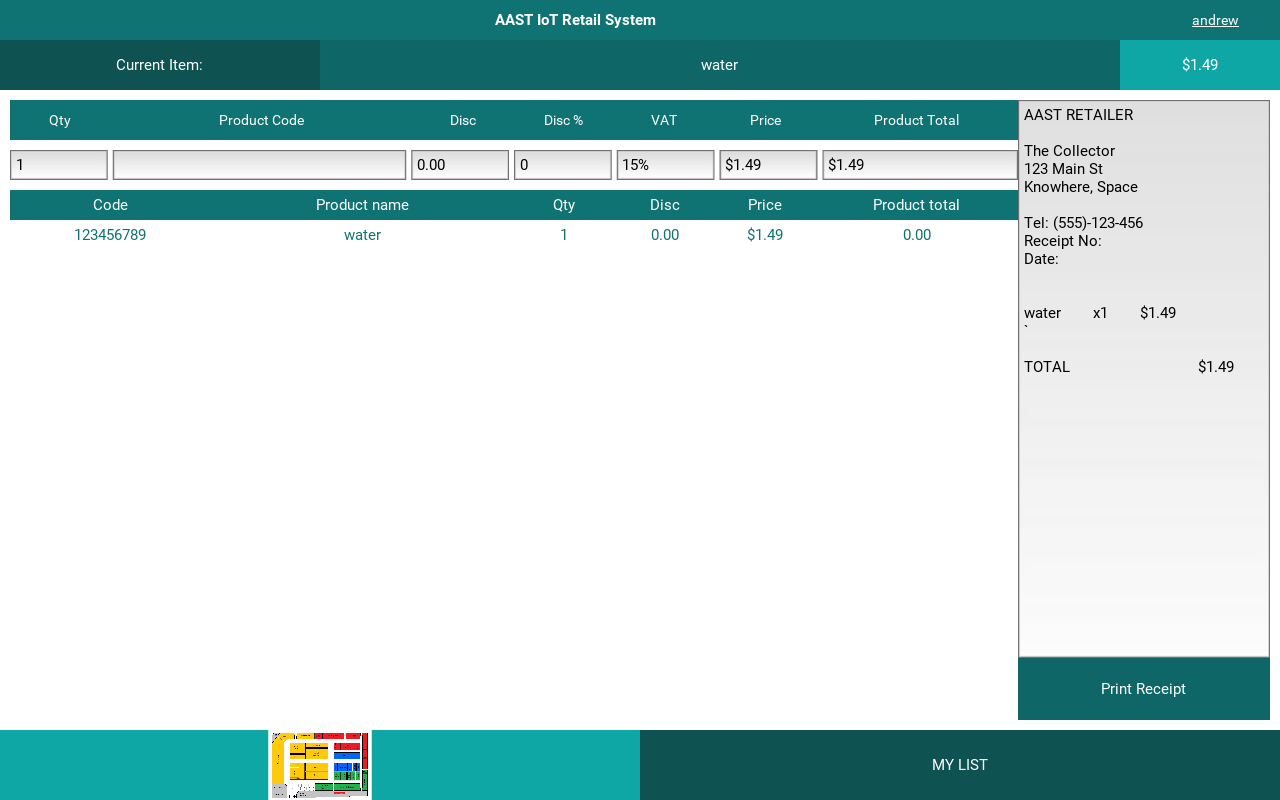 AAST IoT Retail System
andrew
Current Item:
water
$1.49
Qty Product Code Disc Disc % VAT Price Product Total
1 0.00 0 15% $1.49 $1.49
Code Product name Qty Disc Price Product total
123456789 water 1 0.00 $1.49 0.00
AAST RETAILER
The Collector
123 Main St
Knowhere, Space
Tel: (555)-123-456
Receipt No:
Date:
water x1 $1.49
`
TOTAL $1.49
Print Receipt
MY LIST